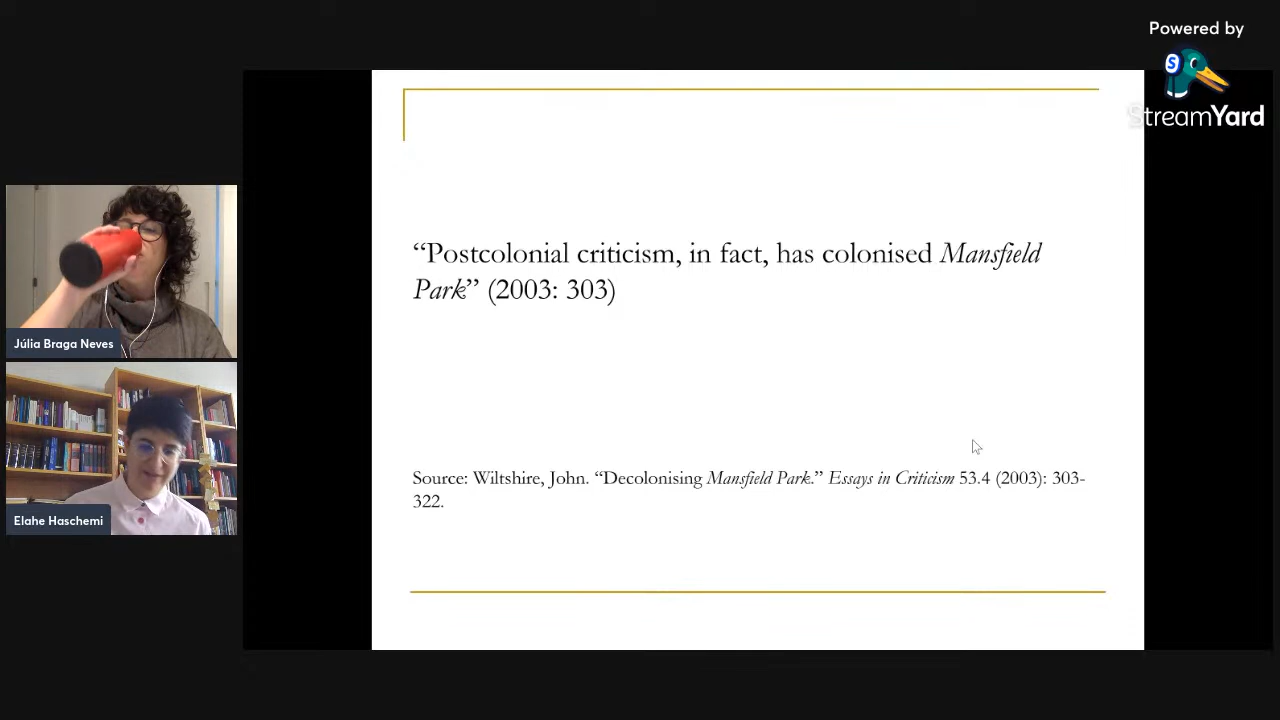 Powered by
StreamYard
“Postcolonial criticism, in fact, has colonised Mansfield
Park” (2003: 303)
Júlia Braga Neves
Source: Wiltshire, John. “Decolonising Mansfield Park.” Essays in Criticism 53.4 (2003): 303-
322.
Elahe Haschemi